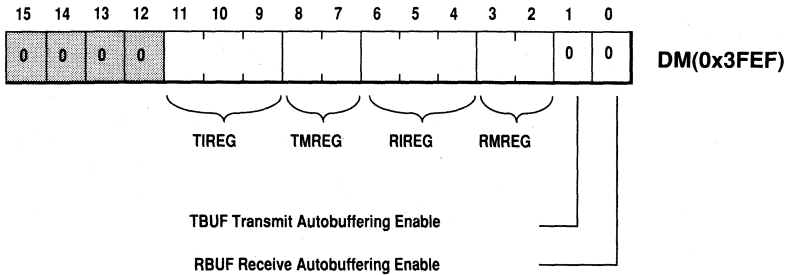 15 14 13 12 11 10 9 8 7 6 5 4 3 2 1 0
0 0 0 0 0 0 DM(0x3FEF)
TIREG TMREG RIREG RMREG
TBUF Transmit Autobuffering Enable
RBUF Receive Autobuffering Enable